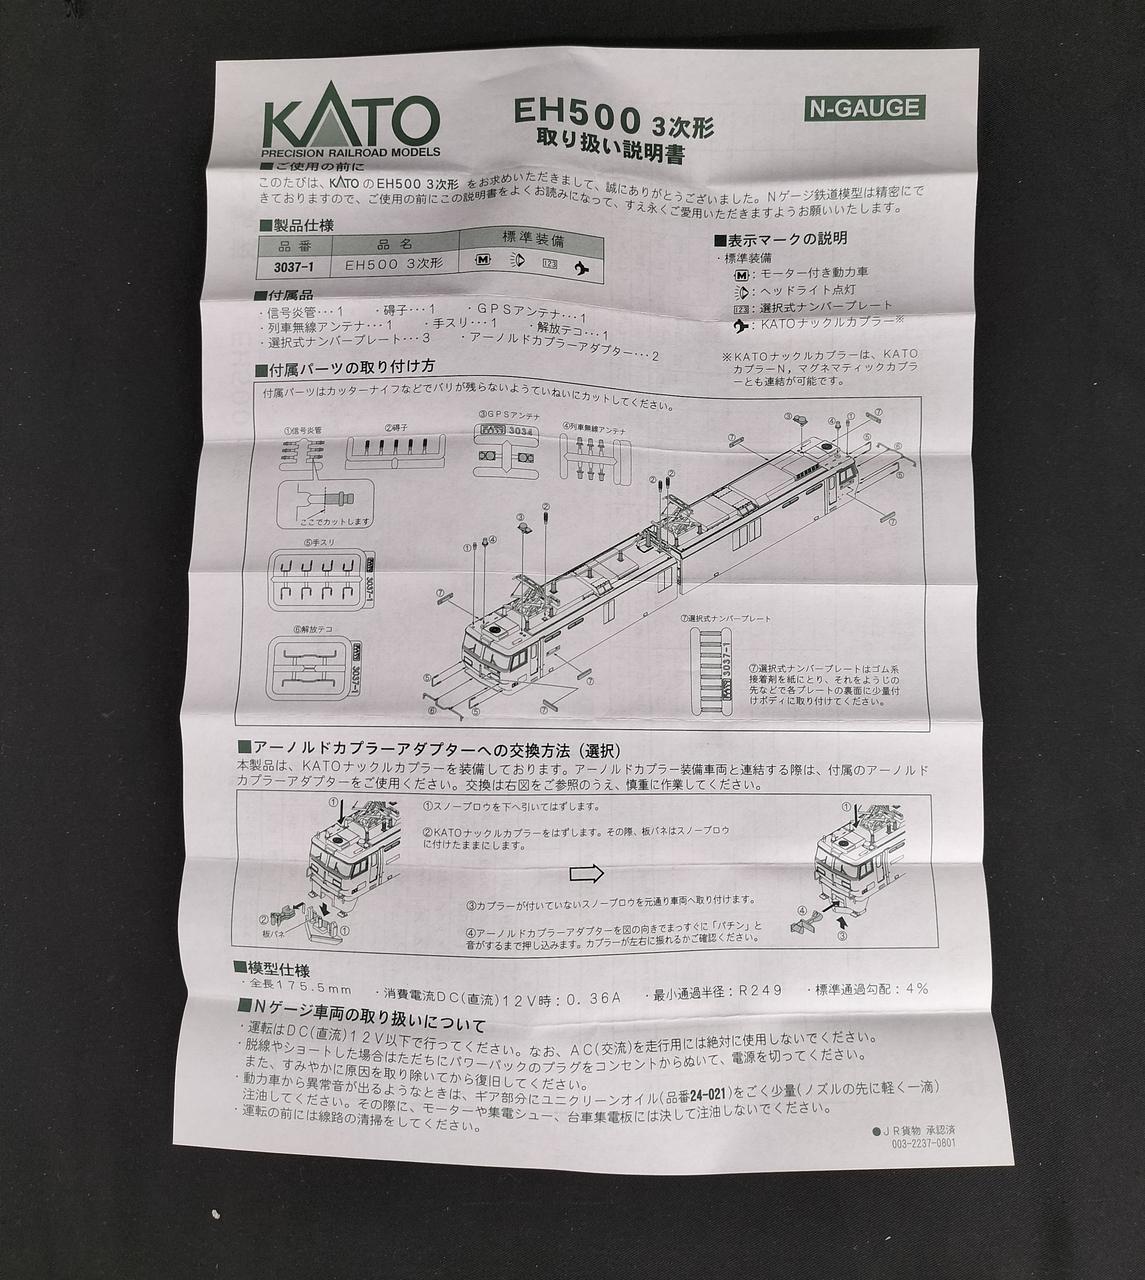 KATO
PRECISION RAILROAD MODELS
EH500 3次形
取り扱い説明書
N-GAUGE
■ご使用の前に
このたびは、KATOのEH500 3次形 をお求めいただきまして、誠にありがとうございました。Nゲージ鉄道模型は精密にで
きておりますので、ご使用の前にこの説明書をよくお読みになって、すえ永くご愛用いただきますようお願いいたします。
■製品仕様
品番 品名 標準装備
3037-1 EH500 3次形 M 123
■表示マークの説明
・標準装備
M：モーター付き動力車
：ヘッドライト点灯
123：選択式ナンバープレート
：KATOナックルカプラー※
※KATOナックルカプラーは、KATO
カプラーN，マグネマティックカプラ
ーとも連結が可能です。
■付属品
・信号炎管…1 ・碍子…1 ・GPSアンテナ…1
・列車無線アンテナ…1 ・手スリ…1 ・解放テコ…1
・選択式ナンバープレート…3 ・アーノルドカプラーアダプター…2
■付属パーツの取り付け方
付属パーツはカッターナイフなどでバリが残らないようていねいにカットしてください。
①信号炎管
②碍子
③GPSアンテナ
KATO 3034
④列車無線アンテナ
ここでカットします
⑤手スリ
KATO 3037-1
⑥解放テコ
KATO 3037-1
⑦選択式ナンバープレート
KATO 3037-1
⑦選択式ナンバープレートはゴム系
接着剤を紙にとり、それをようじの
先などで各プレートの裏面に少量付
けボディに取り付けてください。
■アーノルドカプラーアダプターへの交換方法（選択）
本製品は、KATOナックルカプラーを装備しております。アーノルドカプラー装備車両と連結する際は、付属のアーノルド
カプラーアダプターをご使用ください。交換は右図をご参照のうえ、慎重に作業してください。
①スノープロウを下へ引いてはずします。
②KATOナックルカプラーをはずします。その際、板バネはスノープロウ
に付けたままにします。
③カプラーが付いていないスノープロウを元通り車両へ取り付けます。
④アーノルドカプラーアダプターを図の向きでまっすぐに「パチン」と
音がするまで押し込みます。カプラーが左右に振れるかご確認ください。
① ② 板バネ ①
① ④ ③
■模型仕様
・全長175.5mm ・消費電流DC(直流)12V時：0.36A ・最小通過半径：R249 ・標準通過勾配：4%
■Nゲージ車両の取り扱いについて
・運転はDC(直流)12V以下で行ってください。なお、AC(交流)を走行用には絶対に使用しないでください。
・脱線やショートした場合はただちにパワーパックのプラグをコンセントからぬいて、電源を切ってください。
また、すみやかに原因を取り除いてから復旧してください。
・動力車から異常音が出るようなときは、ギア部分にユニクリーンオイル(品番24-021)をごく少量(ノズルの先に軽く一滴)
注油してください。その際に、モーターや集電シュー、台車集電板には決して注油しないでください。
・運転の前には線路の清掃をしてください。
●JR貨物 承認済
003-2237-0801